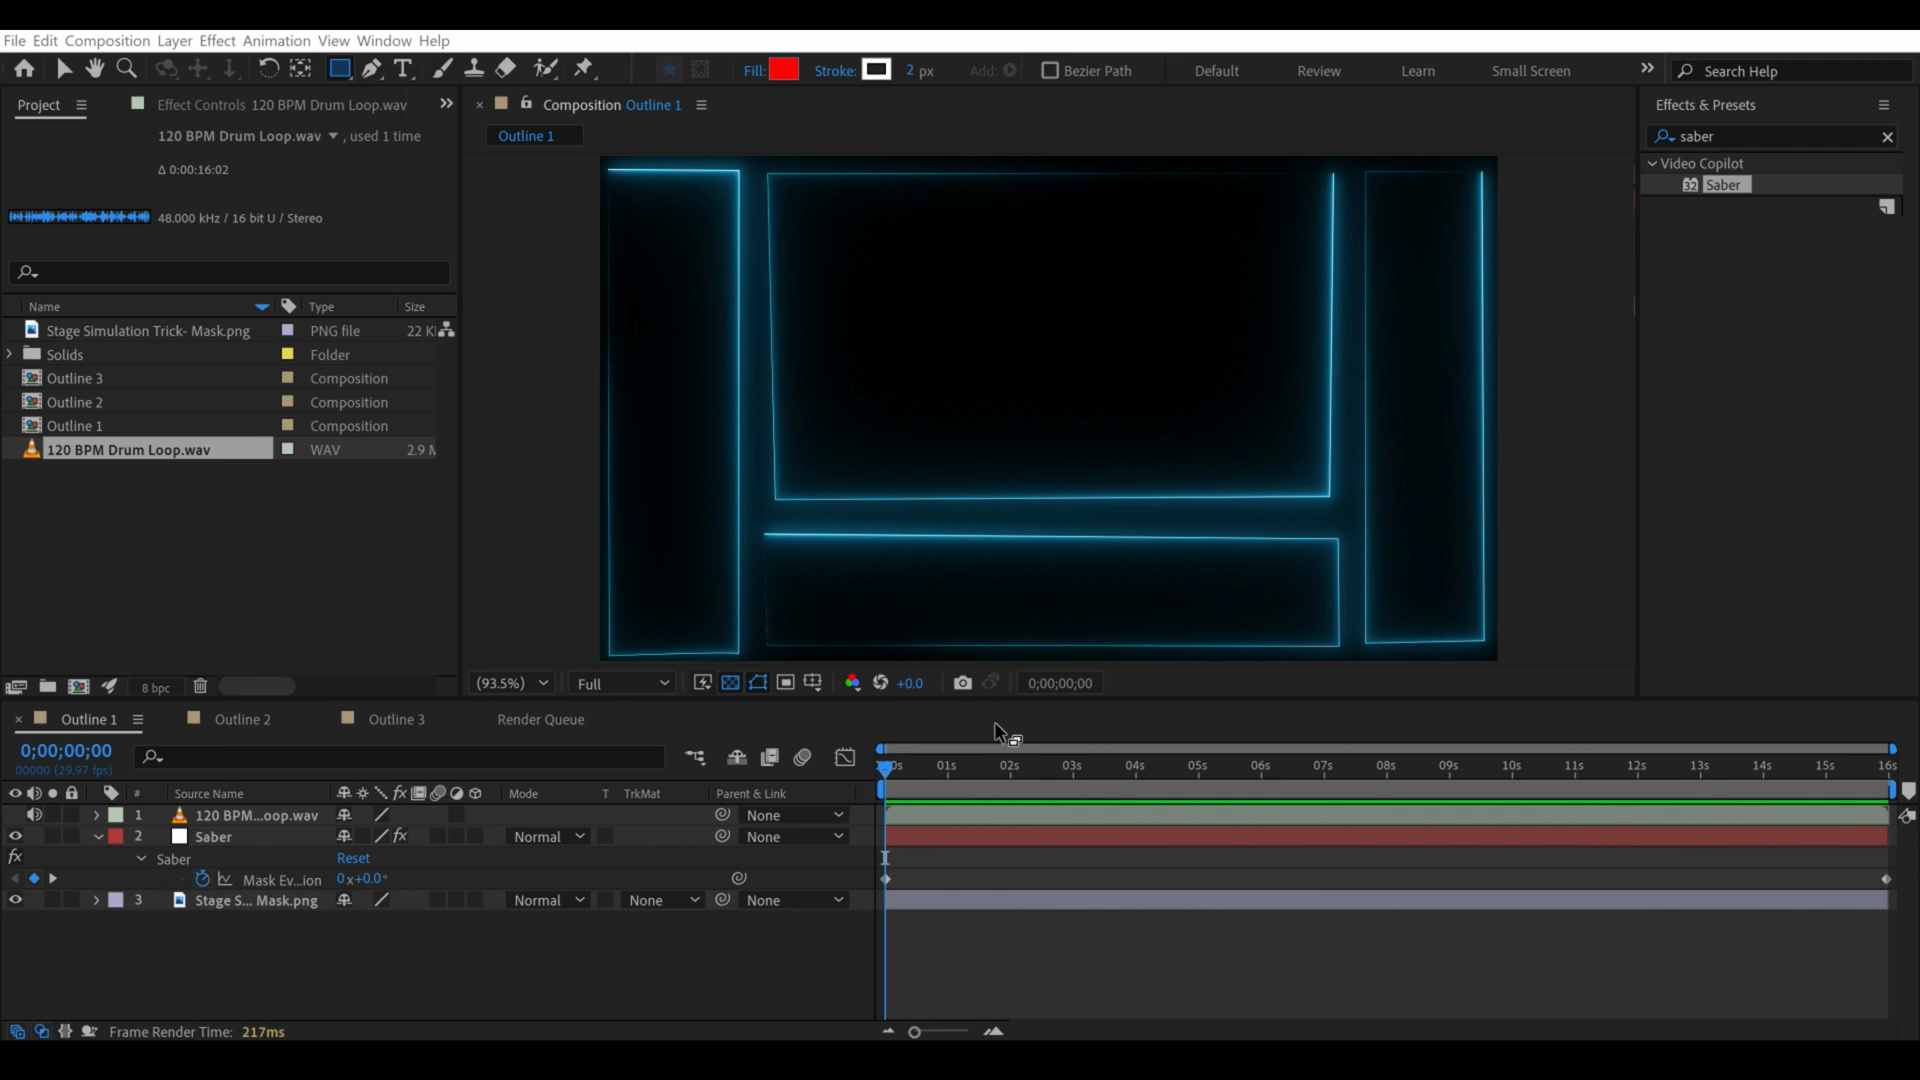 File Edit Composition Layer Effect Animation View Window Help
Fill: Stroke: 2 px Add: Bezier Path Default Review Learn Small Screen Search Help
Project Effect Controls 120 BPM Drum Loop.wav Composition Outline 1 Effects & Presets
120 BPM Drum Loop.wav , used 1 time Outline 1 saber
Δ 0:00:16:02 Video Copilot
32 Saber
48.000 kHz / 16 bit U / Stereo
Name Type Size
Stage Simulation Trick- Mask.png PNG file 22 K
Solids Folder
Outline 3 Composition
Outline 2 Composition
Outline 1 Composition
120 BPM Drum Loop.wav WAV 2.9 M
8 bpc (93.5%) Full +0.0 0;00;00;00
Outline 1 Outline 2 Outline 3 Render Queue
0;00;00;00
00000 (29.97 fps) 0s 01s 02s 03s 04s 05s 06s 07s 08s 09s 10s 11s 12s 13s 14s 15s 16s
# Source Name fx Mode T TrkMat Parent & Link
1 120 BPM...oop.wav None
2 Saber fx Normal None
fx Saber Reset
Mask Ev...ion 0x+0.0°
3 Stage S... Mask.png Normal None None
Frame Render Time: 217ms